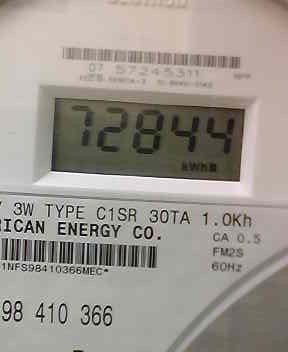 07 57245311
72844
kWh
3W TYPE C1SR 30TA 1.0Kh
RICAN ENERGY CO.
CA 0.5
FM2S
60Hz
1NFS98410366MEC*
98 410 366